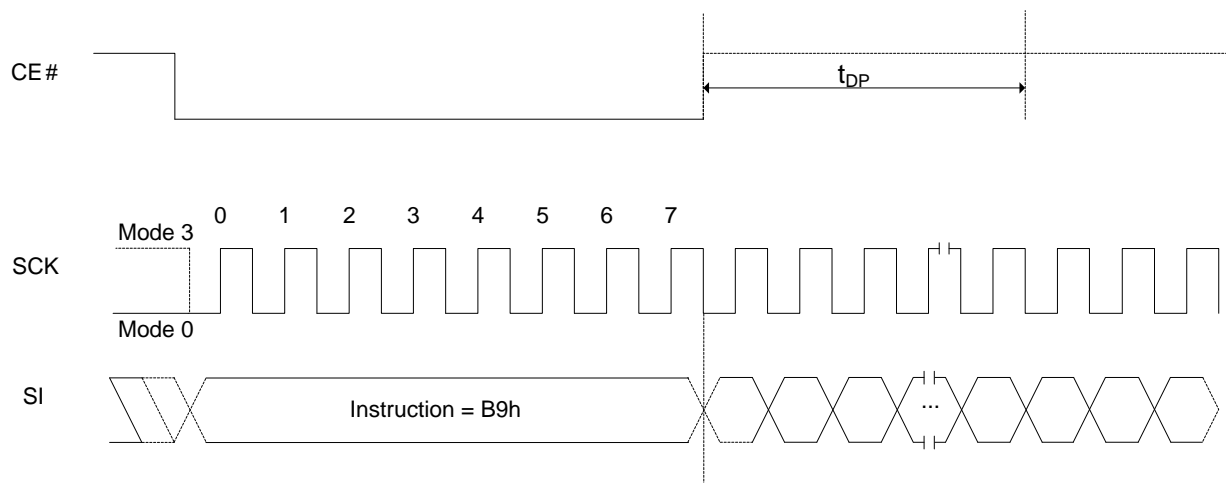 CE#
tDP
0 1 2 3 4 5 6 7
Mode 3
SCK
Mode 0
SI
Instruction = B9h
...